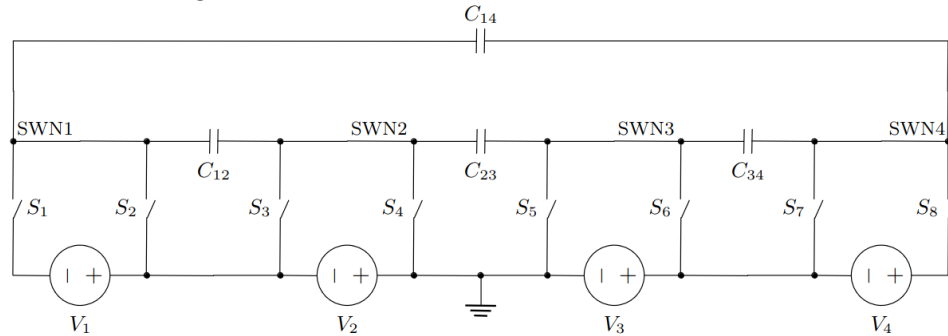 C14
SWN1 SWN2 SWN3 SWN4
C12 C23 C34
S1 S2 S3 S4 S5 S6 S7 S8
− + − + − + − +
V1 V2 V3 V4